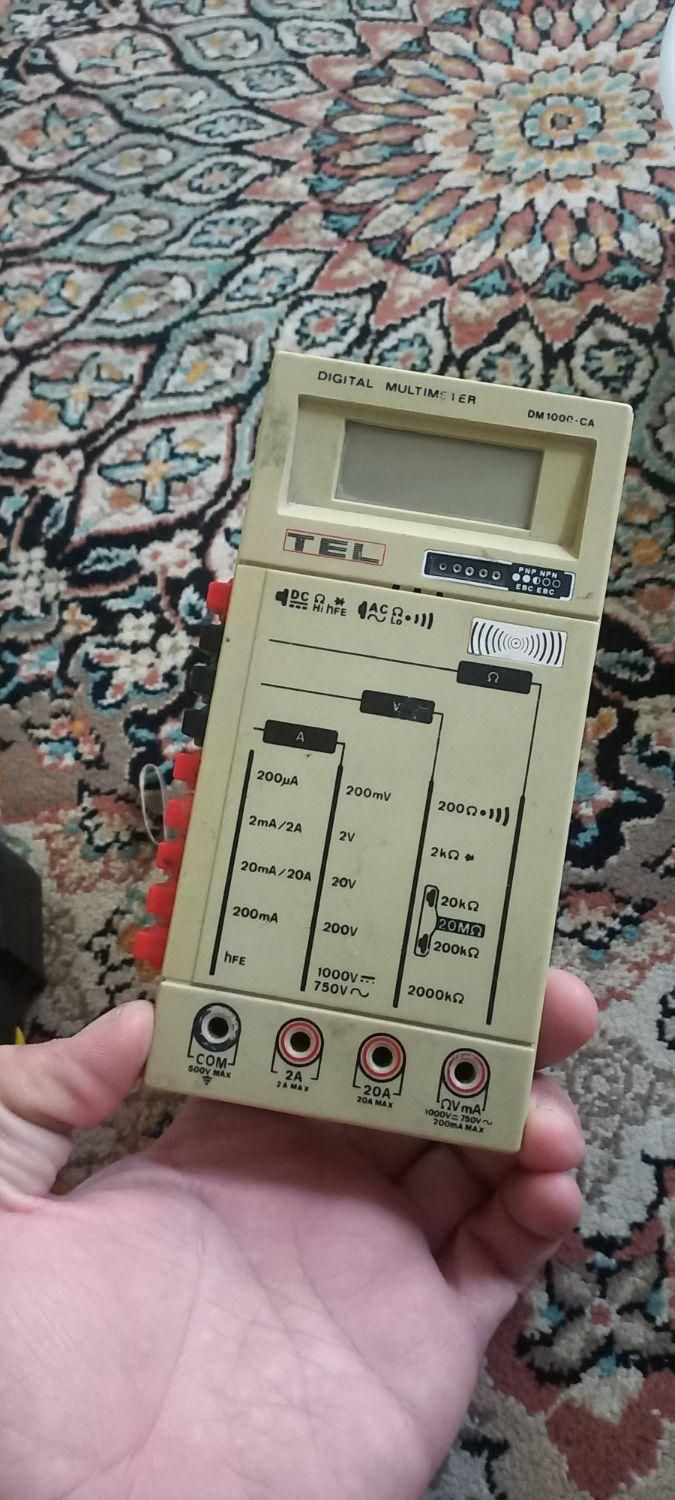 DIGITAL MULTIMETER
DM1000-CA
TEL
PNP NPN
EBC EBC
DC Ω
Hi hFE
AC Ω
Lo
Ω
V
A
200µA
200mV
200Ω
2mA/2A
2V
2kΩ
20mA/20A
20V
20kΩ
20MΩ
200mA
200V
200kΩ
hFE
1000V
750V
2000kΩ
COM
500V MAX
2A
2A MAX
20A
20A MAX
ΩVmA
1000V 750V
200mA MAX